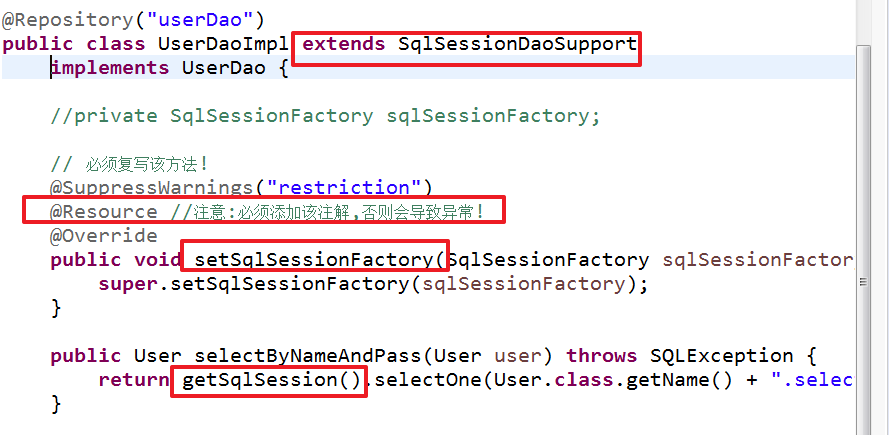 @Repository("userDao")
public class UserDaoImpl extends SqlSessionDaoSupport
implements UserDao {
//private SqlSessionFactory sqlSessionFactory;
// 必须复写该方法!
@SuppressWarnings("restriction")
@Resource //注意:必须添加该注解,否则会导致异常!
@Override
public void setSqlSessionFactory(SqlSessionFactory sqlSessionFactor
super.setSqlSessionFactory(sqlSessionFactory);
}
public User selectByNameAndPass(User user) throws SQLException {
return getSqlSession().selectOne(User.class.getName() + ".selec
}